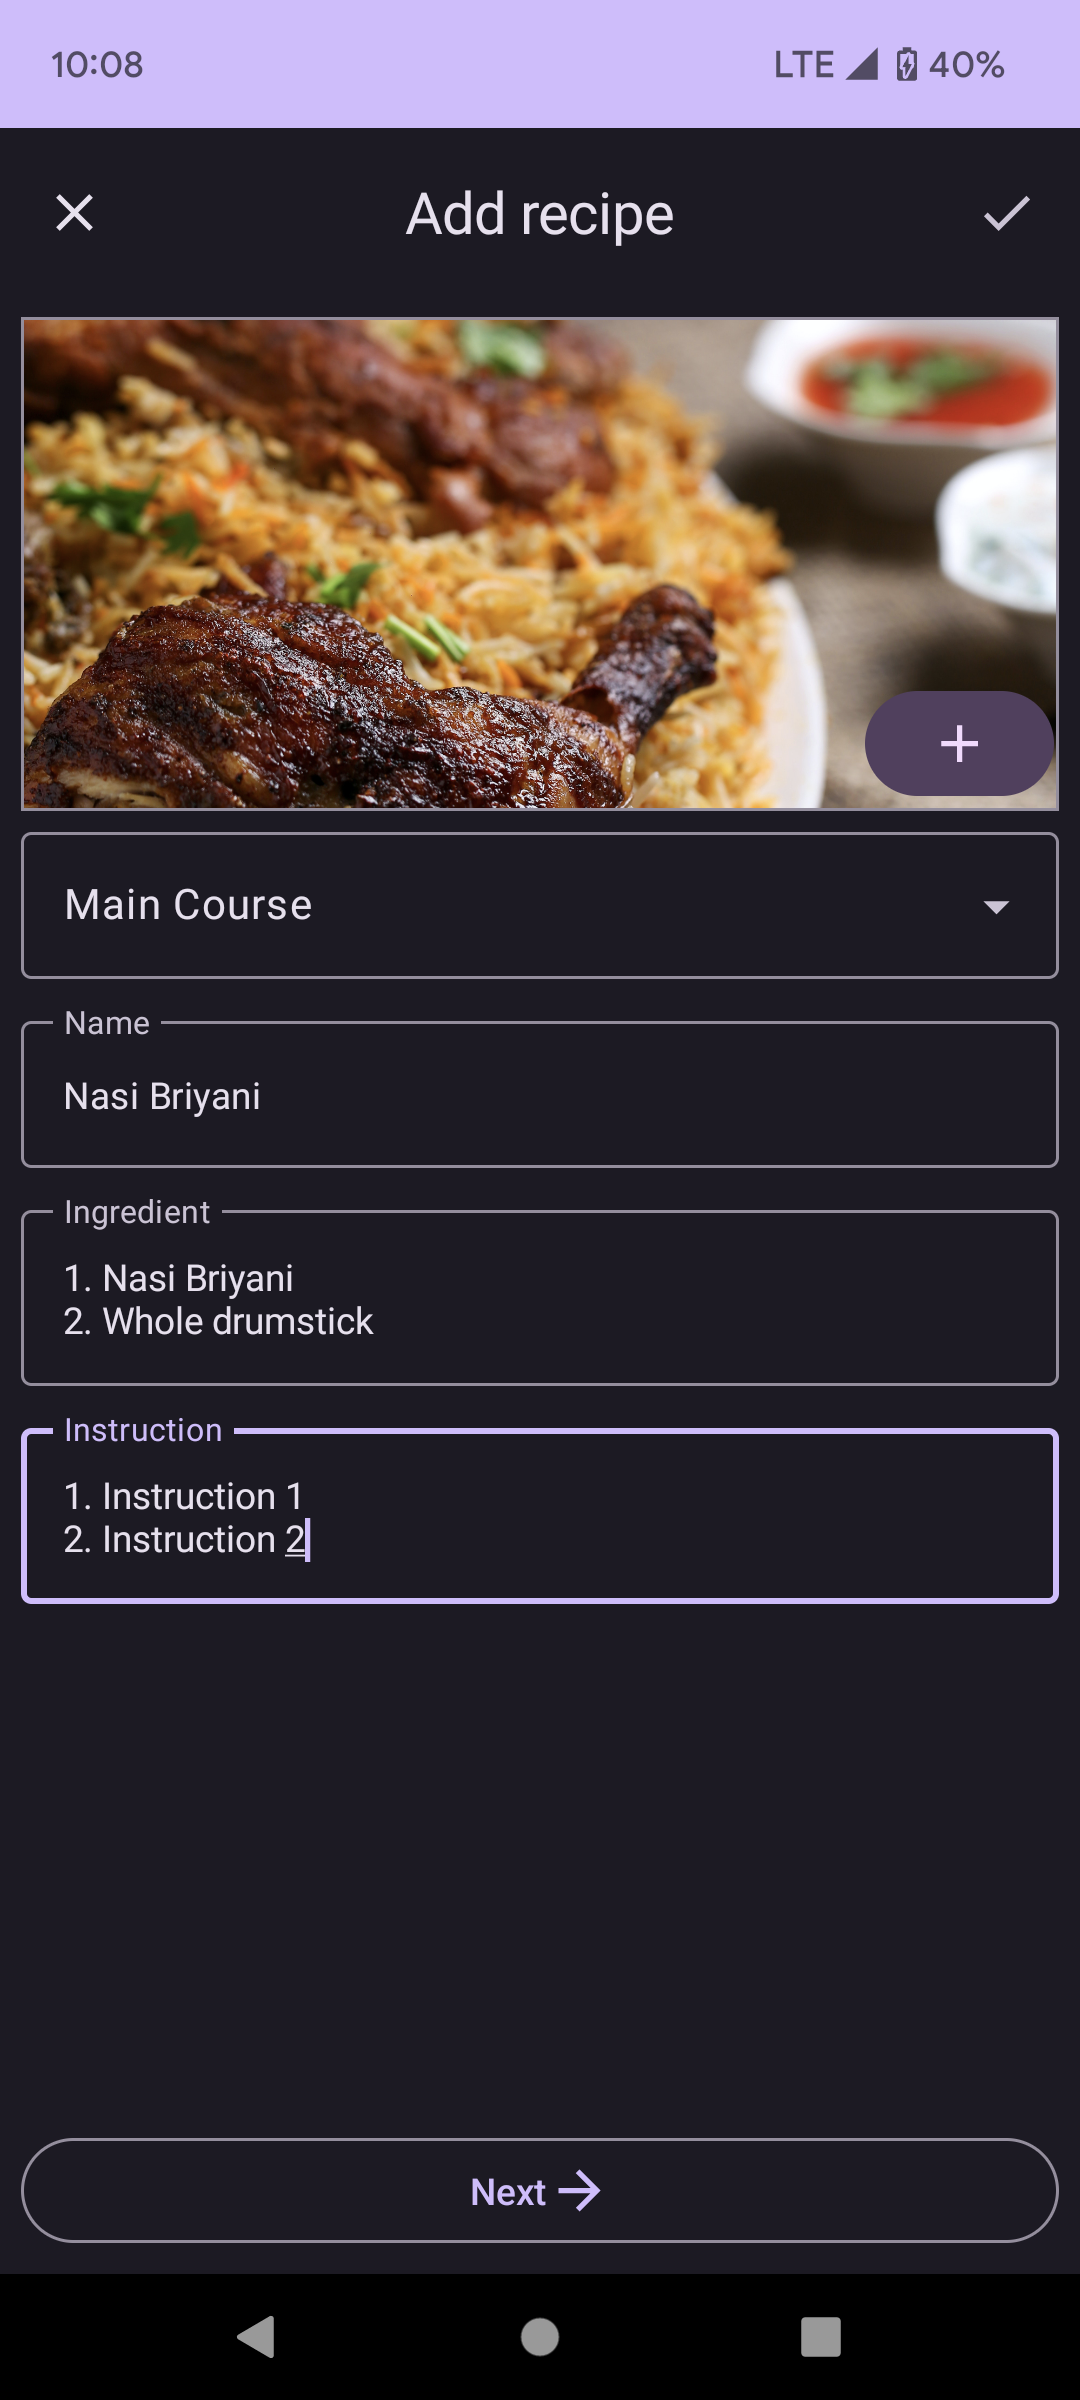 10:08
LTE 40%
Add recipe
Main Course
Name
Nasi Briyani
Ingredient
1. Nasi Briyani
2. Whole drumstick
Instruction
1. Instruction 1
2. Instruction 2
Next